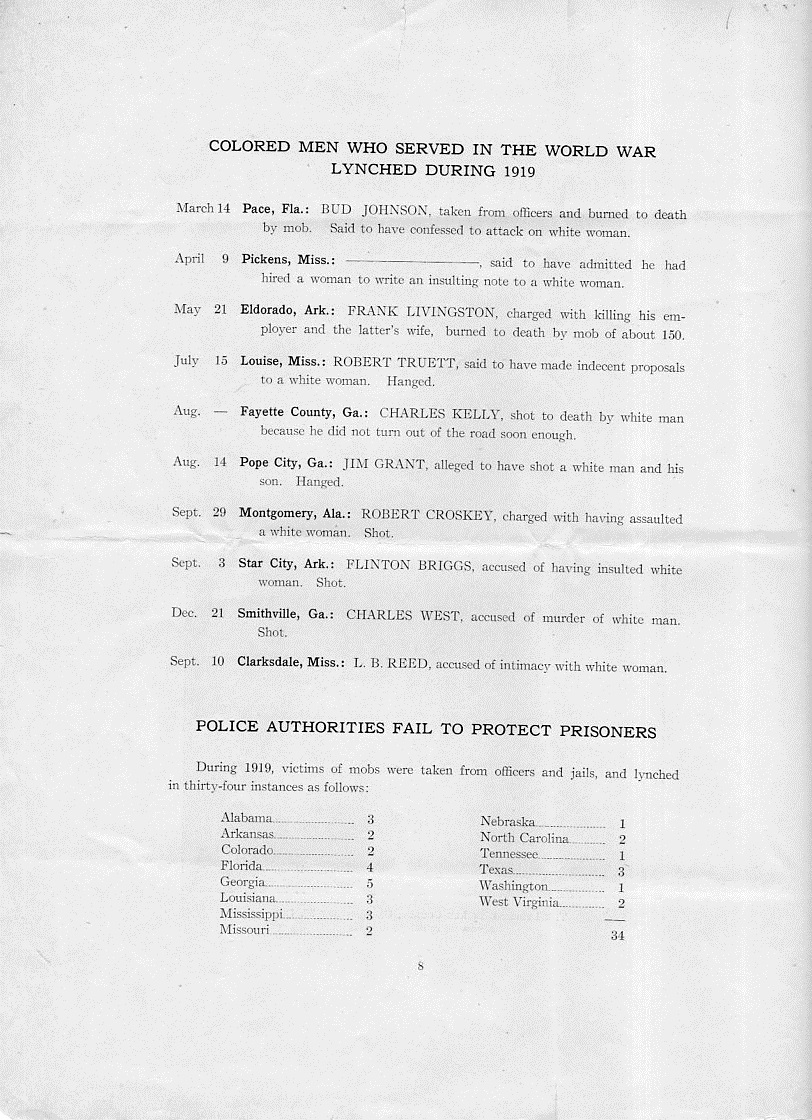 COLORED MEN WHO SERVED IN THE WORLD WAR
LYNCHED DURING 1919
March 14 Pace, Fla.: BUD JOHNSON, taken from officers and burned to death
by mob. Said to have confessed to attack on white woman.
April 9 Pickens, Miss.: ——————————, said to have admitted he had
hired a woman to write an insulting note to a white woman.
May 21 Eldorado, Ark.: FRANK LIVINGSTON, charged with killing his em-
ployer and the latter's wife, burned to death by mob of about 150.
July 15 Louise, Miss.: ROBERT TRUETT, said to have made indecent proposals
to a white woman. Hanged.
Aug. — Fayette County, Ga.: CHARLES KELLY, shot to death by white man
because he did not turn out of the road soon enough.
Aug. 14 Pope City, Ga.: JIM GRANT, alleged to have shot a white man and his
son. Hanged.
Sept. 29 Montgomery, Ala.: ROBERT CROSKEY, charged with having assaulted
a white woman. Shot.
Sept. 3 Star City, Ark.: FLINTON BRIGGS, accused of having insulted white
woman. Shot.
Dec. 21 Smithville, Ga.: CHARLES WEST, accused of murder of white man.
Shot.
Sept. 10 Clarksdale, Miss.: L. B. REED, accused of intimacy with white woman.
POLICE AUTHORITIES FAIL TO PROTECT PRISONERS
During 1919, victims of mobs were taken from officers and jails, and lynched
in thirty-four instances as follows:
Alabama 3
Arkansas 2
Colorado 2
Florida 4
Georgia 5
Louisiana 3
Mississippi 3
Missouri 2
Nebraska 1
North Carolina 2
Tennessee 1
Texas 3
Washington 1
West Virginia 2
34
8